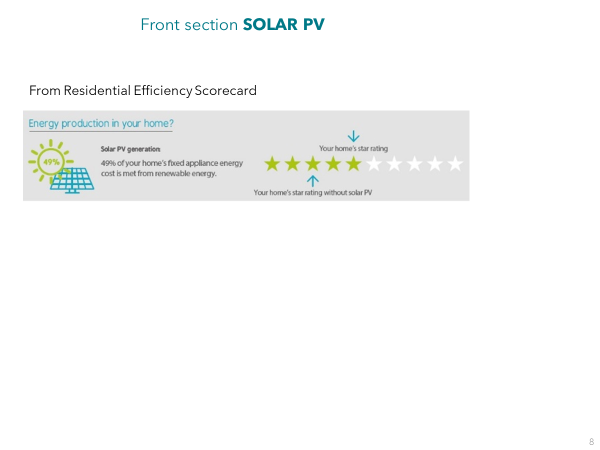 Front section SOLAR PV
From Residential Efficiency Scorecard
Energy production in your home?
49%
Solar PV generation:
49% of your home's fixed appliance energy
cost is met from renewable energy.
Your home's star rating
Your home's star rating without solar PV
8